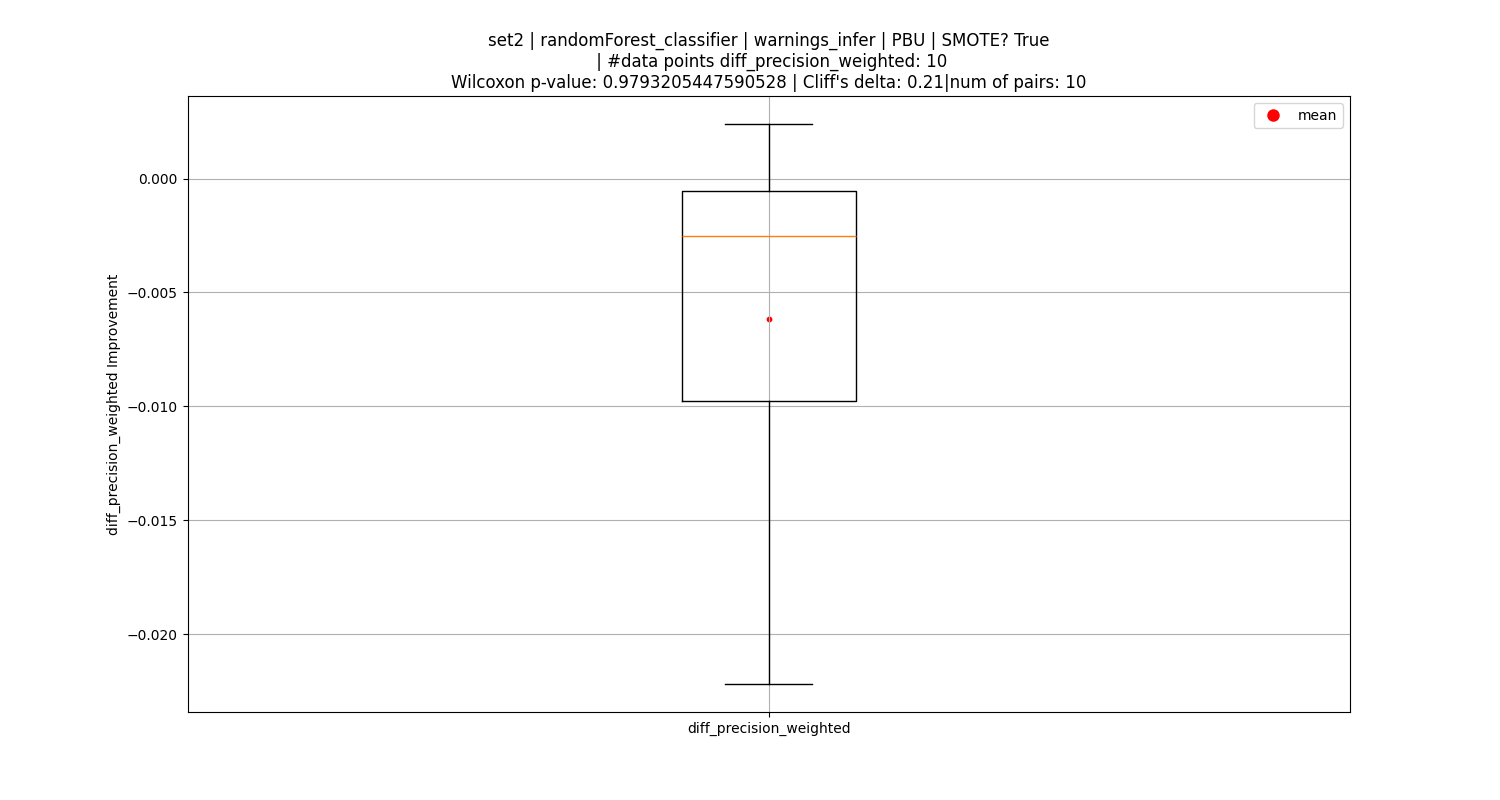 set2 | randomForest_classifier | warnings_infer | PBU | SMOTE? True
| #data points diff_precision_weighted: 10
Wilcoxon p-value: 0.9793205447590528 | Cliff's delta: 0.21|num of pairs: 10
mean
0.000
−0.005
−0.010
−0.015
−0.020
diff_precision_weighted Improvement
diff_precision_weighted